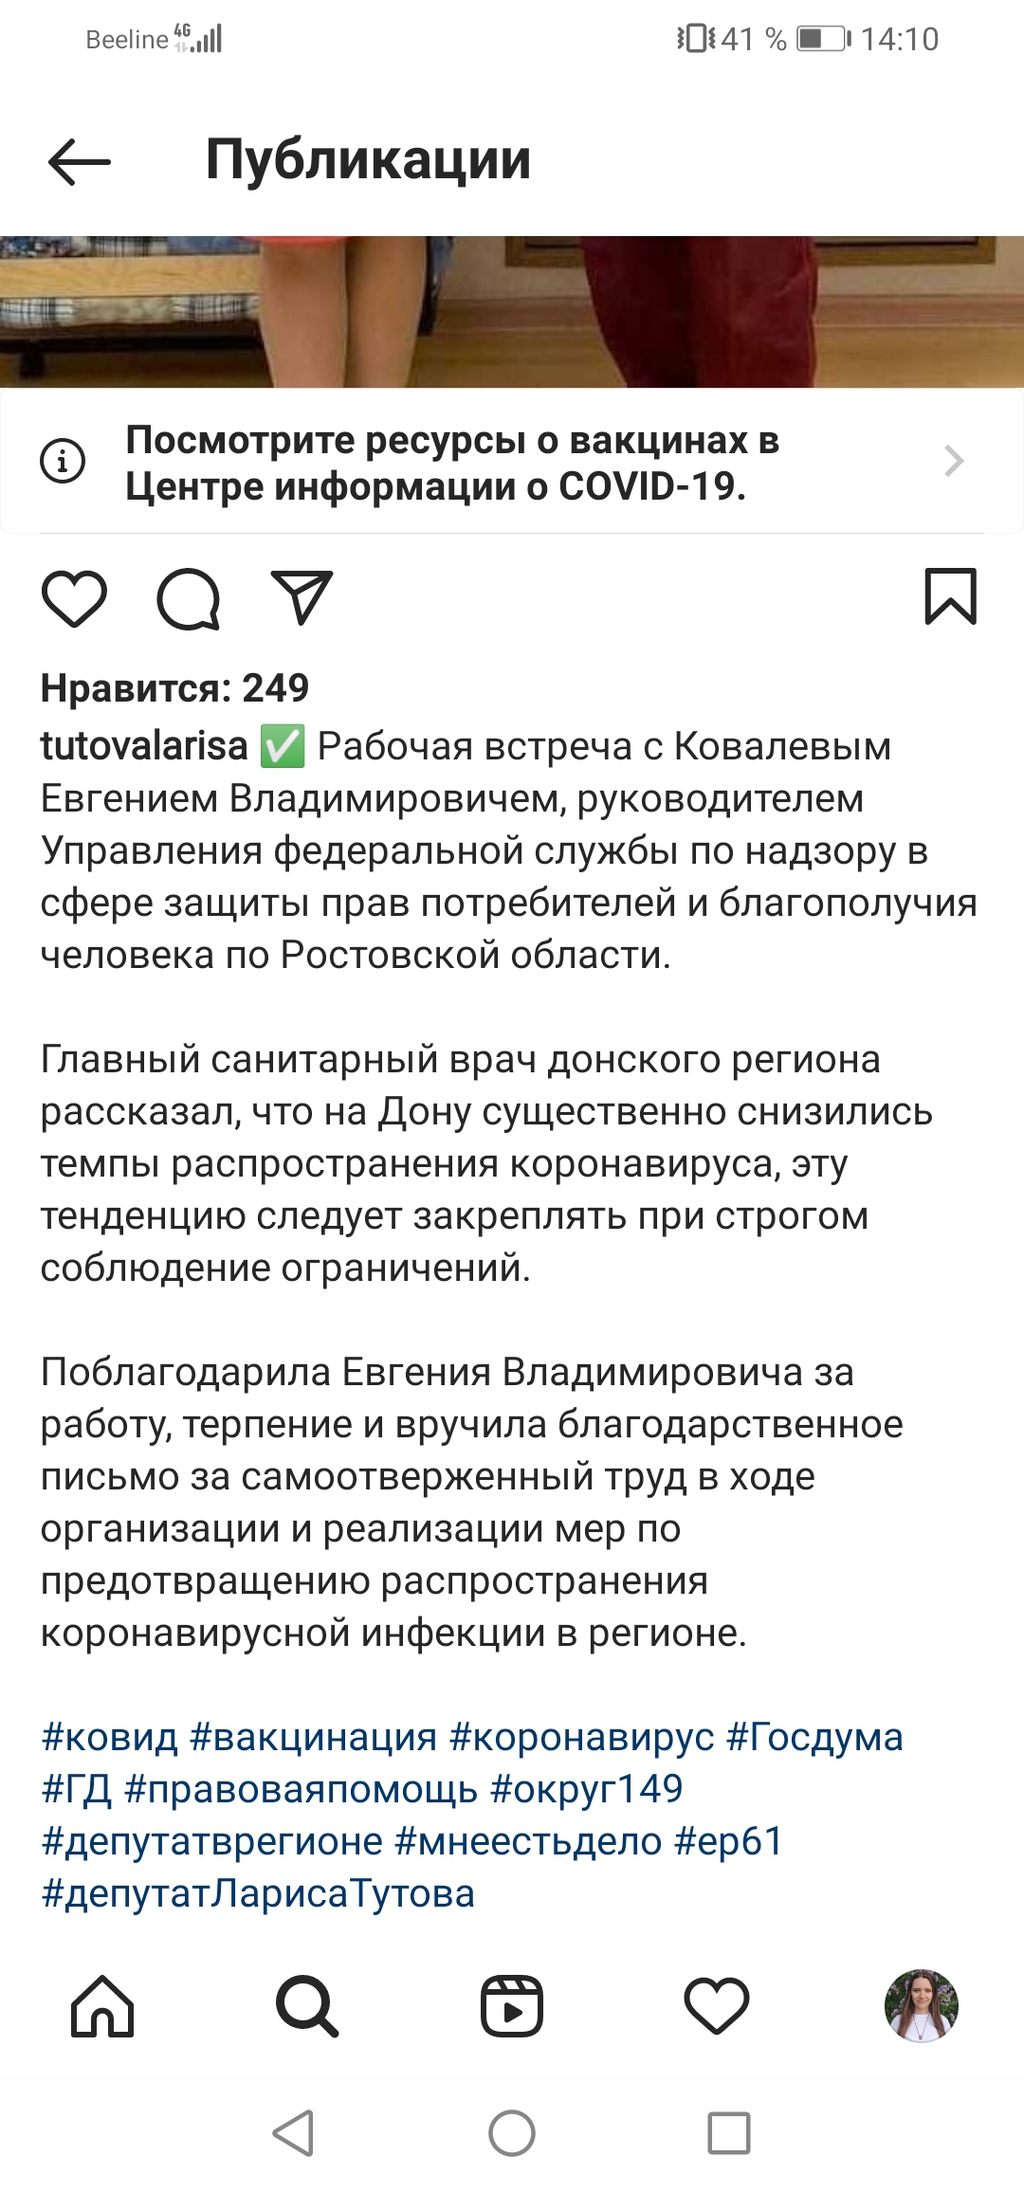 Beeline 4G 41 % 14:10
Публикации
Посмотрите ресурсы о вакцинах в
Центре информации о COVID-19.
Нравится: 249
tutovalarisa ✅ Рабочая встреча с Ковалевым
Евгением Владимировичем, руководителем
Управления федеральной службы по надзору в
сфере защиты прав потребителей и благополучия
человека по Ростовской области.
Главный санитарный врач донского региона
рассказал, что на Дону существенно снизились
темпы распространения коронавируса, эту
тенденцию следует закреплять при строгом
соблюдение ограничений.
Поблагодарила Евгения Владимировича за
работу, терпение и вручила благодарственное
письмо за самоотверженный труд в ходе
организации и реализации мер по
предотвращению распространения
коронавирусной инфекции в регионе.
#ковид #вакцинация #коронавирус #Госдума
#ГД #правоваяпомощь #округ149
#депутатврегионе #мнеестьдело #ер61
#депутатЛарисаТутова